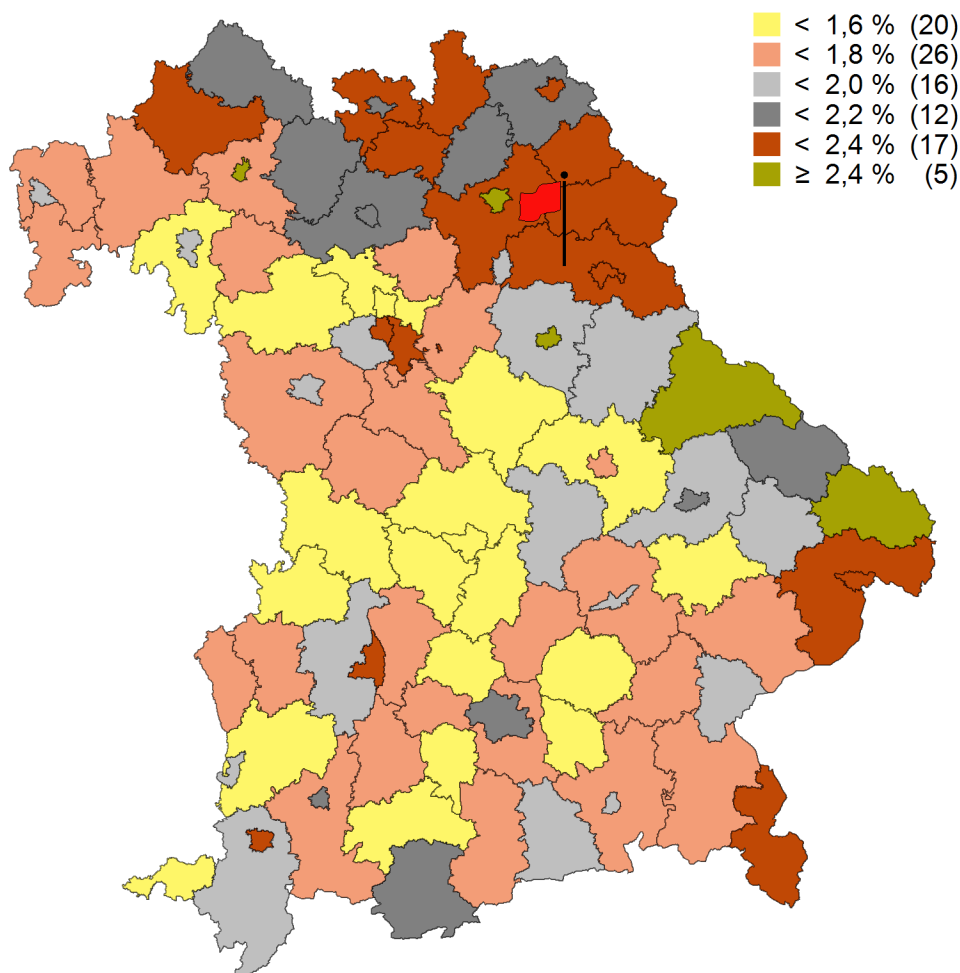 < 1,6 % (20)
< 1,8 % (26)
< 2,0 % (16)
< 2,2 % (12)
< 2,4 % (17)
≥ 2,4 % (5)